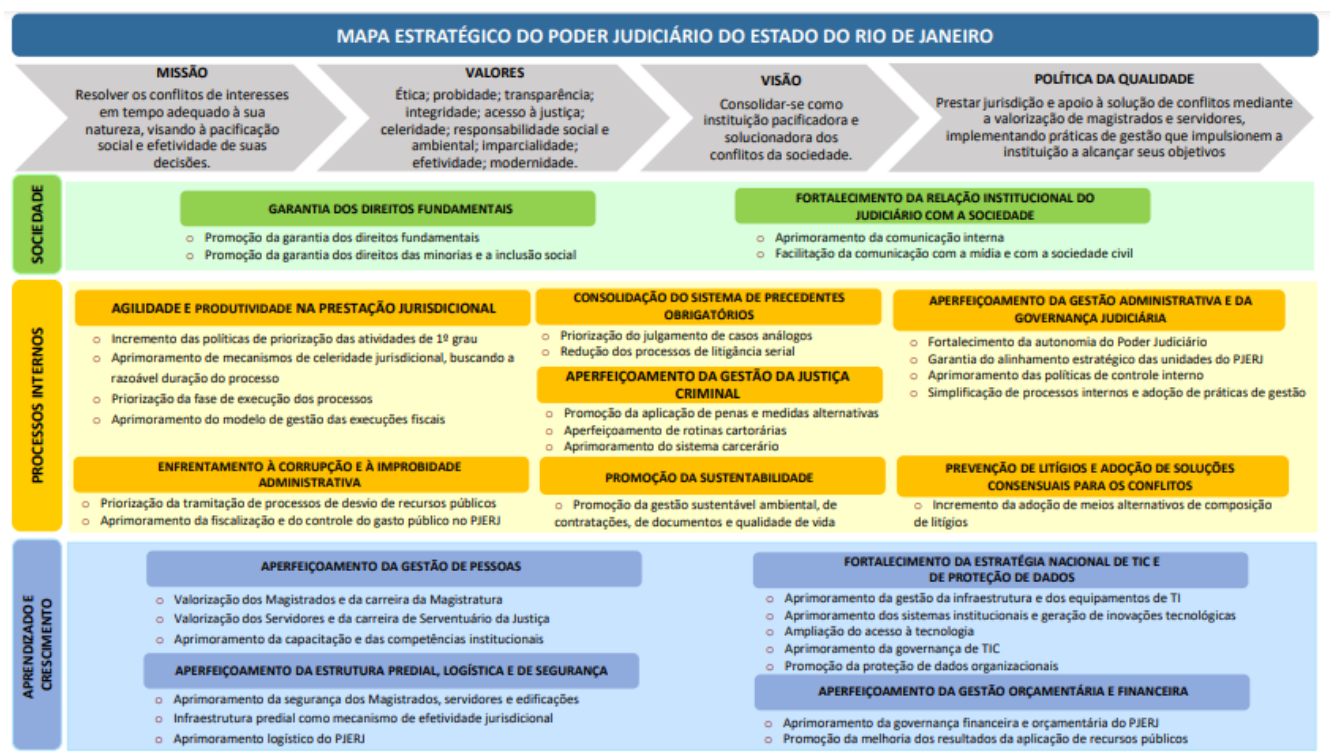 MAPA ESTRATÉGICO DO PODER JUDICIÁRIO DO ESTADO DO RIO DE JANEIRO
MISSÃO
Resolver os conflitos de interesses
em tempo adequado à sua
natureza, visando à pacificação
social e efetividade de suas
decisões.
VALORES
Ética; probidade; transparência;
integridade; acesso à justiça;
celeridade; responsabilidade social e
ambiental; imparcialidade;
efetividade; modernidade.
VISÃO
Consolidar-se como
instituição pacificadora e
solucionadora dos
conflitos da sociedade.
POLÍTICA DA QUALIDADE
Prestar jurisdição e apoio à solução de conflitos mediante
a valorização de magistrados e servidores,
implementando práticas de gestão que impulsionem a
instituição a alcançar seus objetivos
SOCIEDADE
GARANTIA DOS DIREITOS FUNDAMENTAIS
o Promoção da garantia dos direitos fundamentais
o Promoção da garantia dos direitos das minorias e a inclusão social
FORTALECIMENTO DA RELAÇÃO INSTITUCIONAL DO
JUDICIÁRIO COM A SOCIEDADE
o Aprimoramento da comunicação interna
o Facilitação da comunicação com a mídia e com a sociedade civil
PROCESSOS INTERNOS
AGILIDADE E PRODUTIVIDADE NA PRESTAÇÃO JURISDICIONAL
o Incremento das políticas de priorização das atividades de 1º grau
o Aprimoramento de mecanismos de celeridade jurisdicional, buscando a
razoável duração do processo
o Priorização da fase de execução dos processos
o Aprimoramento do modelo de gestão das execuções fiscais
CONSOLIDAÇÃO DO SISTEMA DE PRECEDENTES
OBRIGATÓRIOS
o Priorização do julgamento de casos análogos
o Redução dos processos de litigância serial
APERFEIÇOAMENTO DA GESTÃO DA JUSTIÇA
CRIMINAL
o Promoção da aplicação de penas e medidas alternativas
o Aperfeiçoamento de rotinas cartorárias
o Aprimoramento do sistema carcerário
APERFEIÇOAMENTO DA GESTÃO ADMINISTRATIVA E DA
GOVERNANÇA JUDICIÁRIA
o Fortalecimento da autonomia do Poder Judiciário
o Garantia do alinhamento estratégico das unidades do PJERJ
o Aprimoramento das políticas de controle interno
o Simplificação de processos internos e adoção de práticas de gestão
ENFRENTAMENTO À CORRUPÇÃO E À IMPROBIDADE
ADMINISTRATIVA
o Priorização da tramitação de processos de desvio de recursos públicos
o Aprimoramento da fiscalização e do controle do gasto público no PJERJ
PROMOÇÃO DA SUSTENTABILIDADE
o Promoção da gestão sustentável ambiental, de
contratações, de documentos e qualidade de vida
PREVENÇÃO DE LITÍGIOS E ADOÇÃO DE SOLUÇÕES
CONSENSUAIS PARA OS CONFLITOS
o Incremento da adoção de meios alternativos de composição
de litígios
APRENDIZADO E
CRESCIMENTO
APERFEIÇOAMENTO DA GESTÃO DE PESSOAS
o Valorização dos Magistrados e da carreira da Magistratura
o Valorização dos Servidores e da carreira de Serventuário da Justiça
o Aprimoramento da capacitação e das competências institucionais
APERFEIÇOAMENTO DA ESTRUTURA PREDIAL, LOGÍSTICA E DE SEGURANÇA
o Aprimoramento da segurança dos Magistrados, servidores e edificações
o Infraestrutura predial como mecanismo de efetividade jurisdicional
o Aprimoramento logístico do PJERJ
FORTALECIMENTO DA ESTRATÉGIA NACIONAL DE TIC E
DE PROTEÇÃO DE DADOS
o Aprimoramento da gestão da infraestrutura e dos equipamentos de TI
o Aprimoramento dos sistemas institucionais e geração de inovações tecnológicas
o Ampliação do acesso à tecnologia
o Aprimoramento da governança de TIC
o Promoção da proteção de dados organizacionais
APERFEIÇOAMENTO DA GESTÃO ORÇAMENTÁRIA E FINANCEIRA
o Aprimoramento da governança financeira e orçamentária do PJERJ
o Promoção da melhoria dos resultados da aplicação de recursos públicos